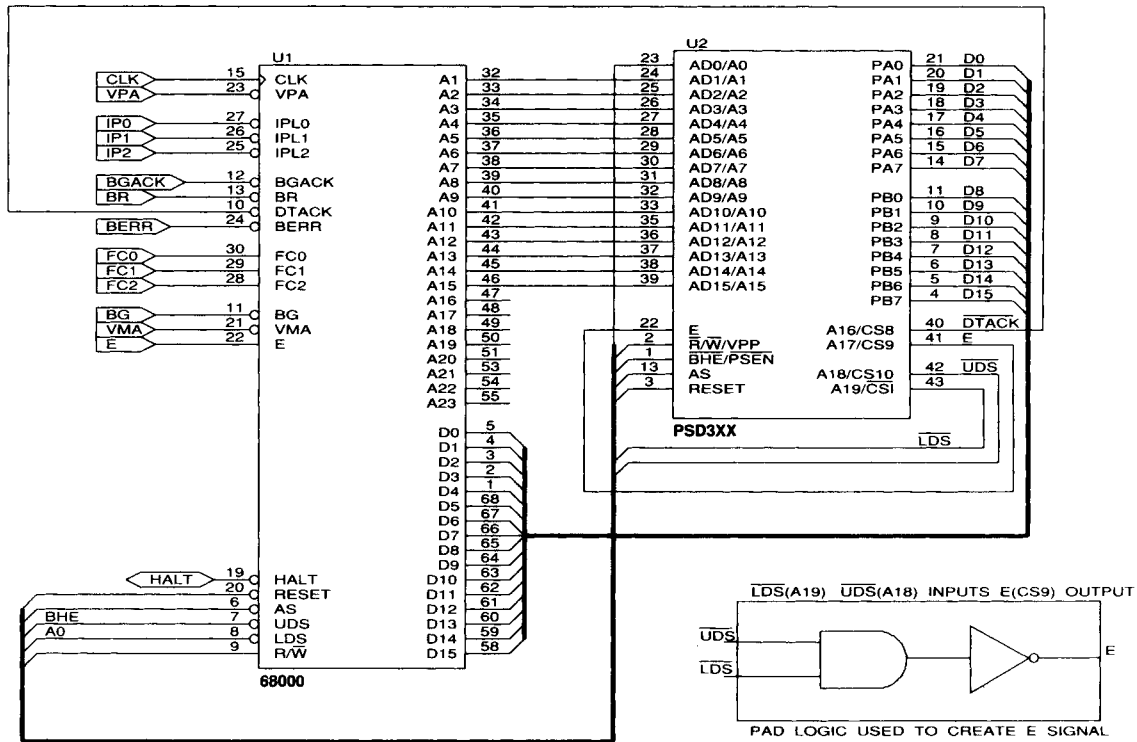 U1
CLK 15 CLK
VPA 23 VPA
IP0 27 IPL0
IP1 26 IPL1
IP2 25 IPL2
BGACK 12 BGACK
BR 13 BR
10 DTACK
BERR 24 BERR
FC0 30 FC0
FC1 29 FC1
FC2 28 FC2
BG 11 BG
VMA 21 VMA
E 22 E
HALT 19 HALT
20 RESET
6 AS
BHE 7 UDS
A0 8 LDS
9 R/W
68000
A1 32
A2 33
A3 34
A4 35
A5 36
A6 37
A7 38
A8 39
A9 40
A10 41
A11 42
A12 43
A13 44
A14 45
A15 46
A16 47
A17 48
A18 49
A19 50
A20 51
A21 53
A22 54
A23 55
D0 5
D1 4
D2 3
D3 2
D4 1
D5 68
D6 67
D7 66
D8 65
D9 64
D10 63
D11 62
D12 61
D13 60
D14 59
D15 58
U2
23 AD0/A0
24 AD1/A1
25 AD2/A2
26 AD3/A3
27 AD4/A4
28 AD5/A5
29 AD6/A6
30 AD7/A7
31 AD8/A8
32 AD9/A9
33 AD10/A10
35 AD11/A11
36 AD12/A12
37 AD13/A13
38 AD14/A14
39 AD15/A15
22 E
2 R/W/VPP
1 BHE/PSEN
13 AS
3 RESET
PSD3XX
PA0 21 D0
PA1 20 D1
PA2 19 D2
PA3 18 D3
PA4 17 D4
PA5 16 D5
PA6 15 D6
PA7 14 D7
PB0 11 D8
PB1 10 D9
PB2 9 D10
PB3 8 D11
PB4 7 D12
PB5 6 D13
PB6 5 D14
PB7 4 D15
A16/CS8 40 DTACK
A17/CS9 41 E
A18/CS10 42 UDS
A19/CSI 43
LDS
LDS(A19) UDS(A18) INPUTS E(CS9) OUTPUT
UDS
LDS
E
PAD LOGIC USED TO CREATE E SIGNAL